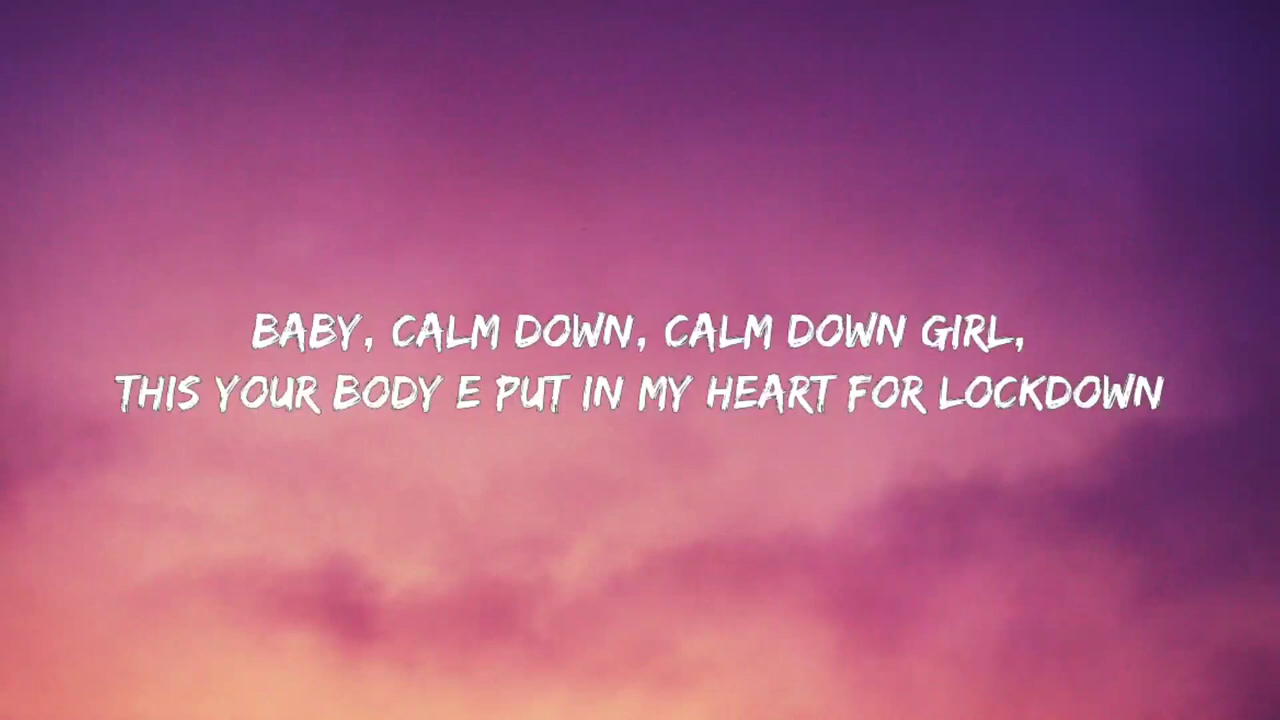 BABY, CALM DOWN, CALM DOWN GIRL,
THIS YOUR BODY E PUT IN MY HEART FOR LOCKDOWN